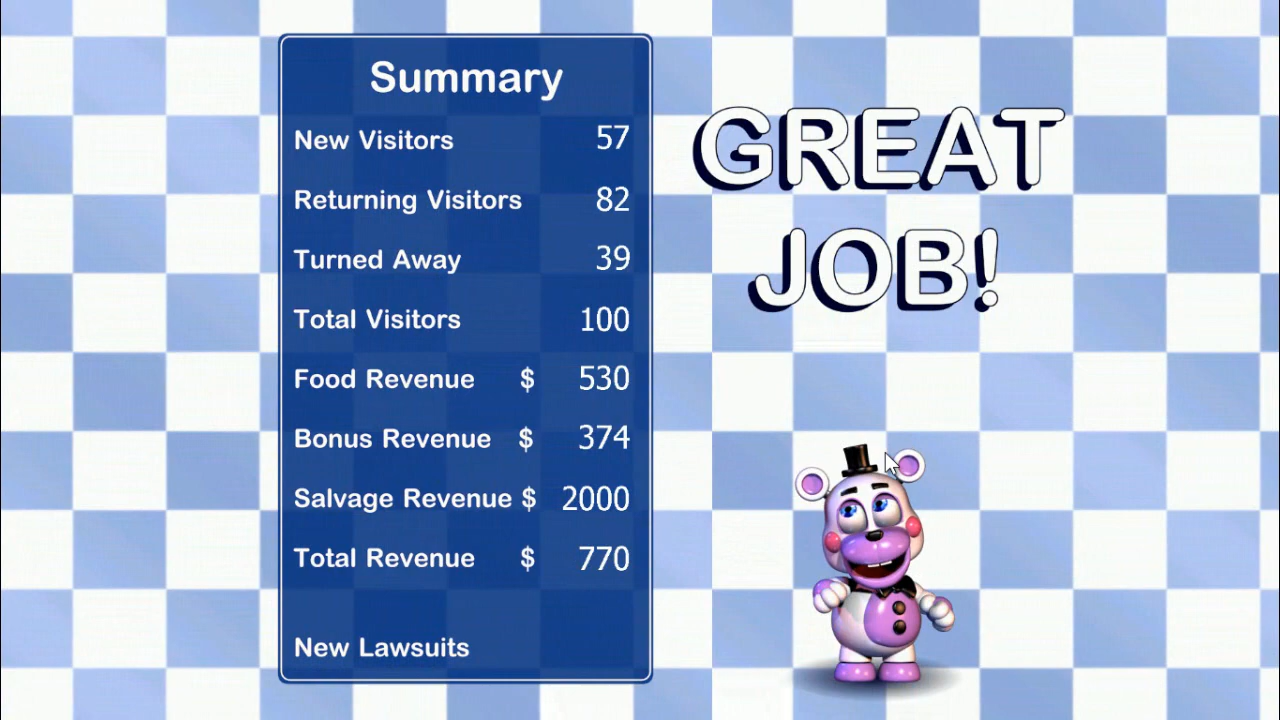 Summary
New Visitors 57
Returning Visitors 82
Turned Away 39
Total Visitors 100
Food Revenue $ 530
Bonus Revenue $ 374
Salvage Revenue $ 2000
Total Revenue $ 770
New Lawsuits
GREAT
JOB!